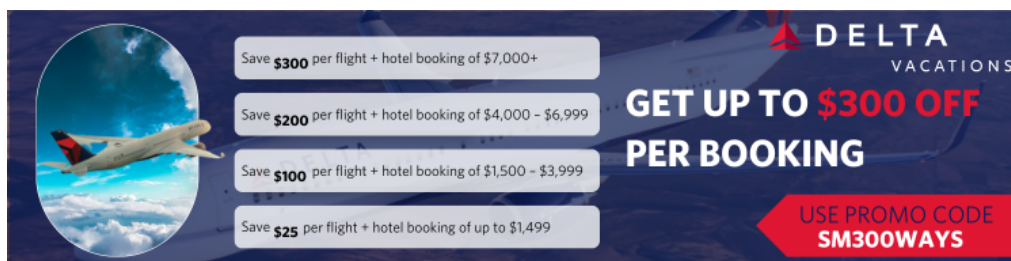 Save $300 per flight + hotel booking of $7,000+
Save $200 per flight + hotel booking of $4,000 – $6,999
Save $100 per flight + hotel booking of $1,500 – $3,999
Save $25 per flight + hotel booking of up to $1,499
DELTA
DELTA
VACATIONS
GET UP TO $300 OFF
PER BOOKING
USE PROMO CODE
SM300WAYS